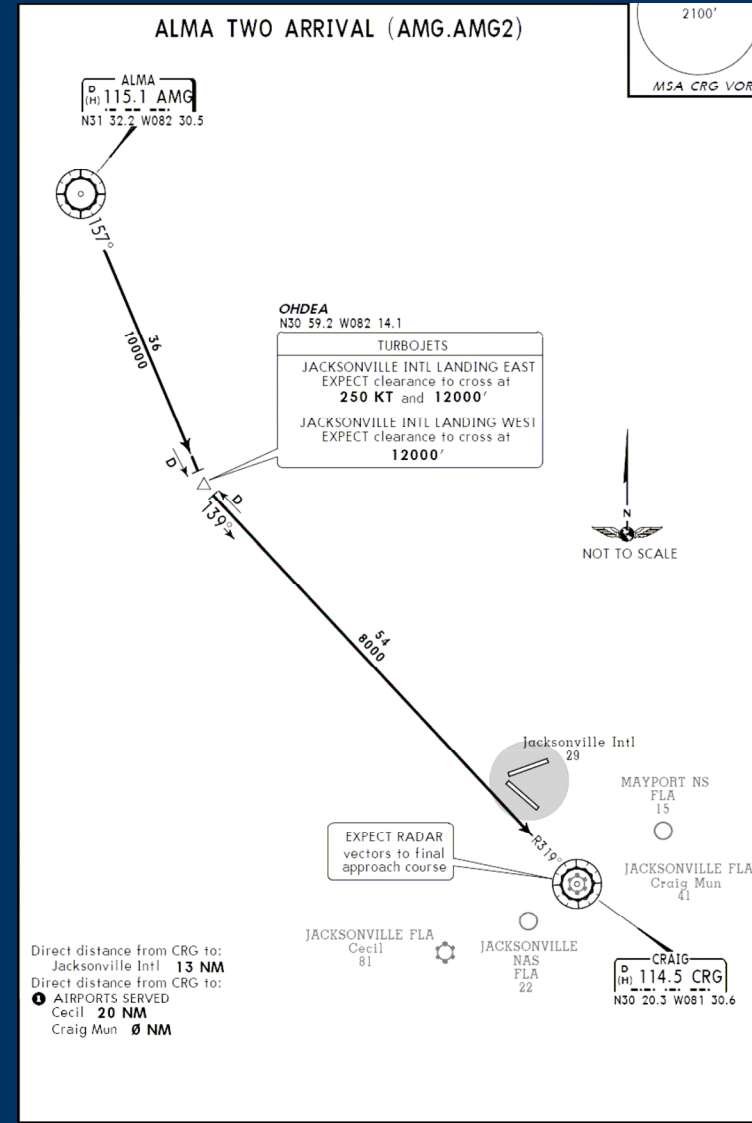 ALMA TWO ARRIVAL (AMG.AMG2)
2100'
MSA CRG VOR
ALMA
D
(H) 115.1 AMG
N31 32.2 W082 30.5
157°
36
10000
OHDEA
N30 59.2 W082 14.1
TURBOJETS
JACKSONVILLE INTL LANDING EAST
EXPECT clearance to cross at
250 KT and 12000'
JACKSONVILLE INTL LANDING WEST
EXPECT clearance to cross at
12000'
D
D
139°
N
NOT TO SCALE
54
8000
Jacksonville Intl
29
MAYPORT NS
FLA
15
EXPECT RADAR
vectors to final
approach course
R319°
JACKSONVILLE FLA
Craig Mun
41
JACKSONVILLE FLA
Cecil
81
JACKSONVILLE
NAS
FLA
22
CRAIG
D
(H) 114.5 CRG
N30 20.3 W081 30.6
Direct distance from CRG to:
Jacksonville Intl 13 NM
Direct distance from CRG to:
1 AIRPORTS SERVED
Cecil 20 NM
Craig Mun Ø NM